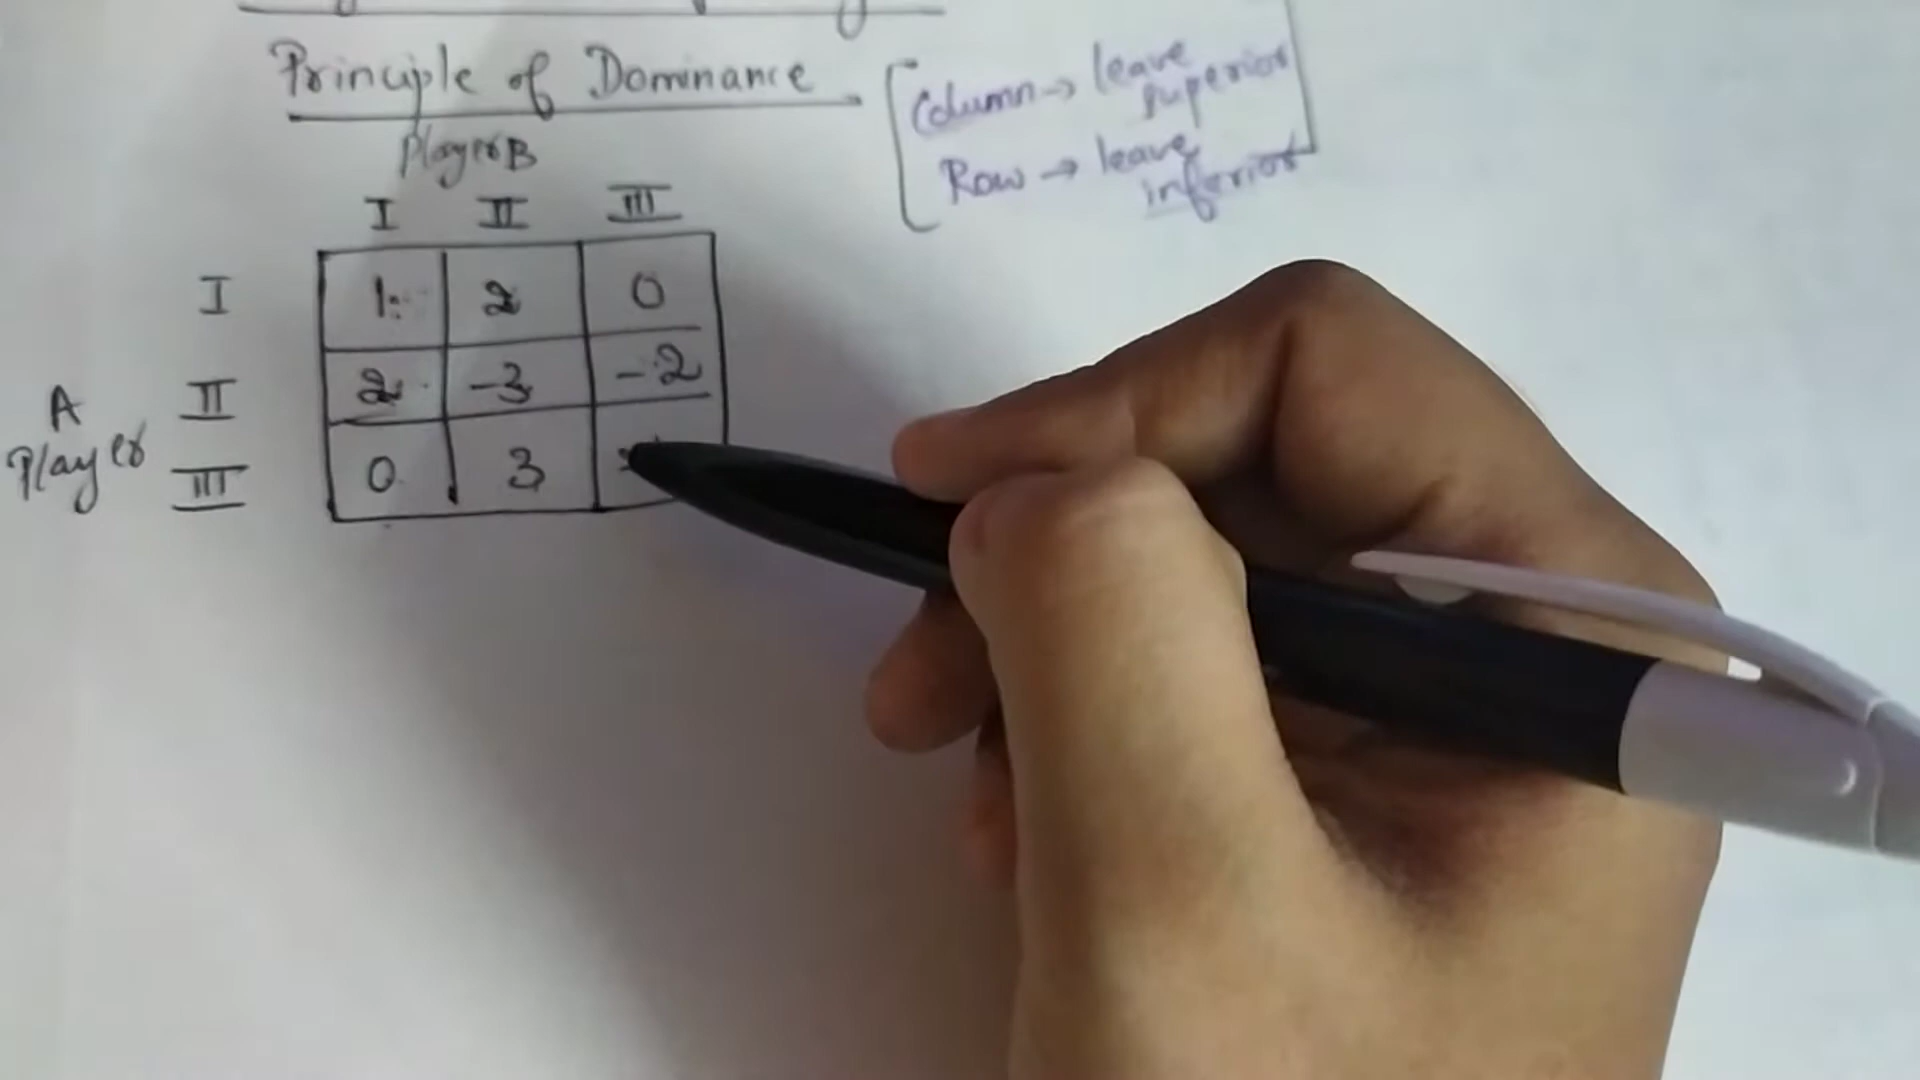 Principle of Dominance
Column → leave superior
Row → leave inferior
Player B
I II III
I 1 2 0
II 2 -3 -2
III 0 3
A Player